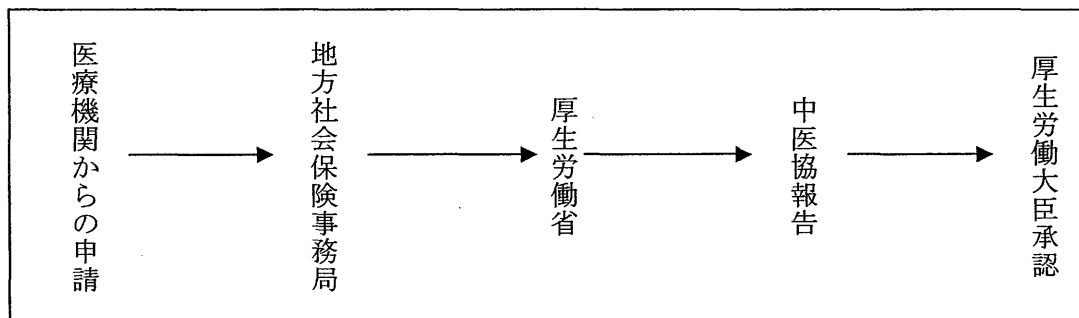 医療機関からの申請
地方社会保険事務局
厚生労働省
中医協報告
厚生労働大臣承認